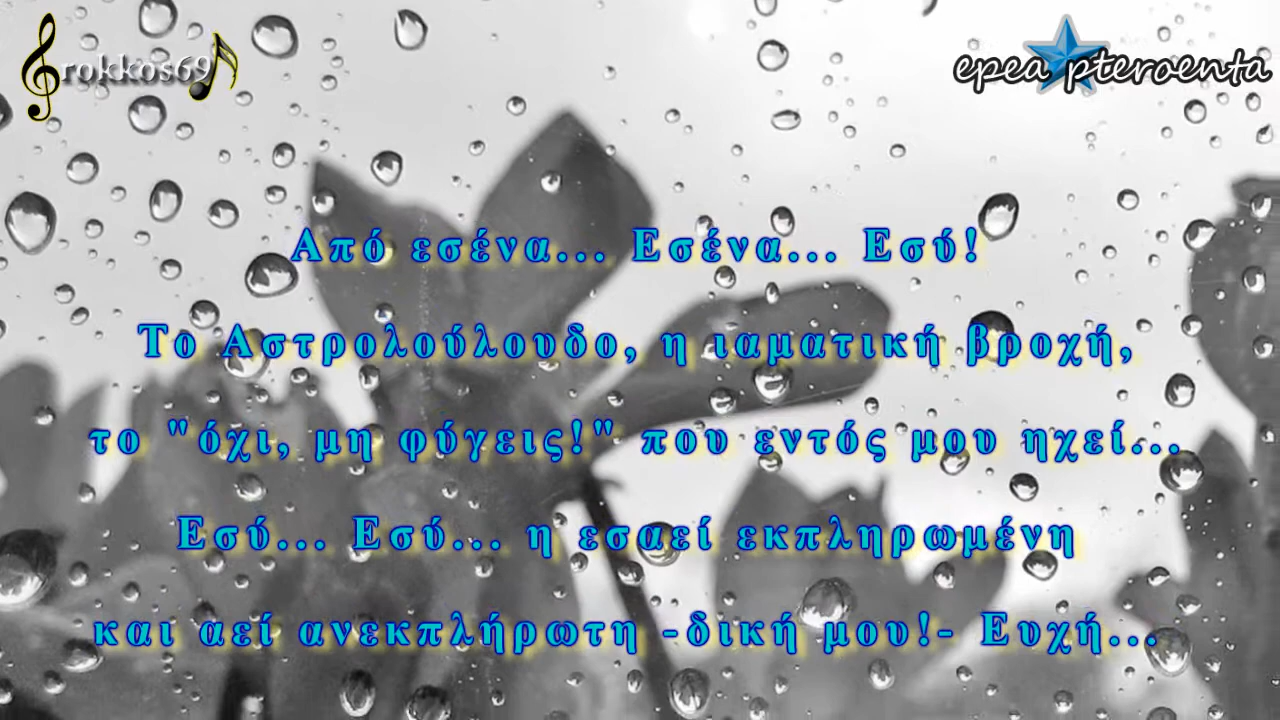 rokkos69
epea pteroenta
Από εσένα... Εσένα... Εσύ!
Το Αστρολούλουδο, η ιαματική βροχή,
το "όχι, μη φύγεις!" που εντός μου ηχεί...
Εσύ... Εσύ... η εσαεί εκπληρωμένη
και αεί ανεκπλήρωτη -δική μου!- Ευχή...